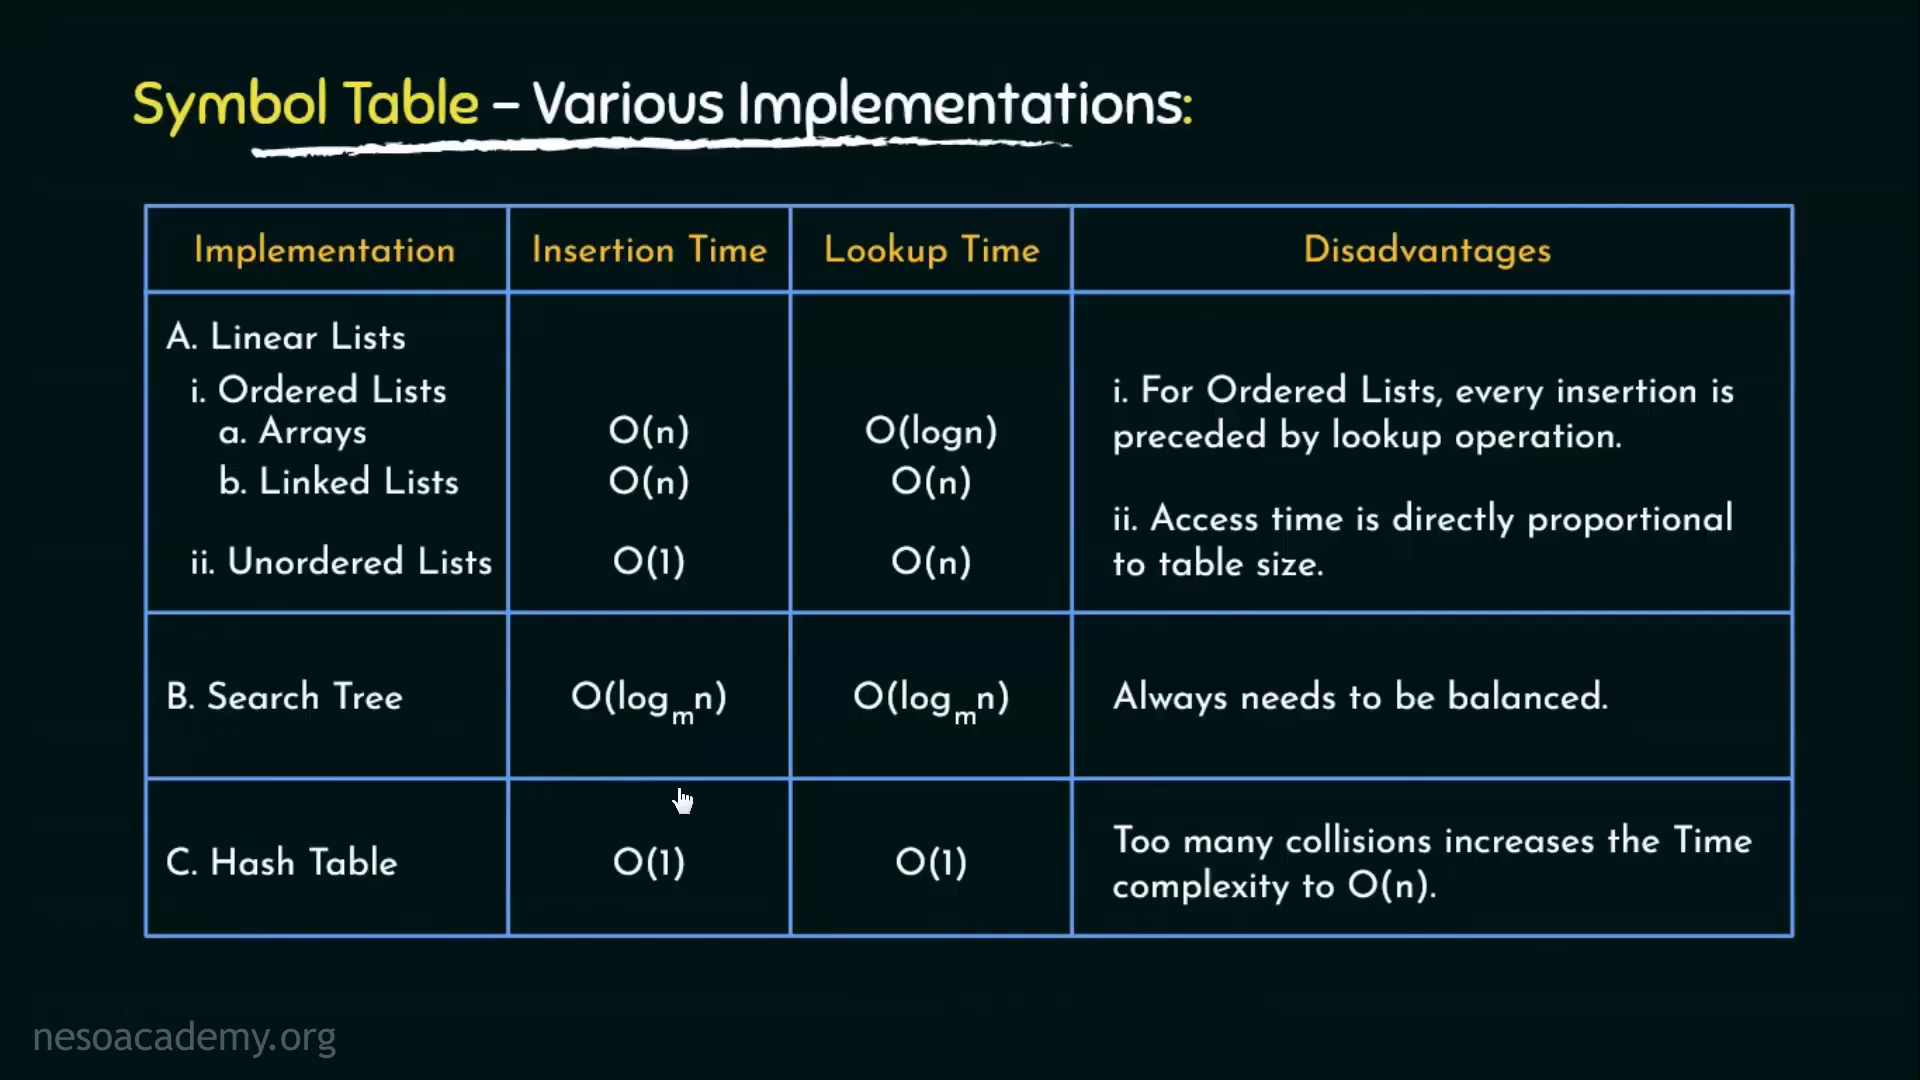 Symbol Table – Various Implementations:
Implementation
Insertion Time
Lookup Time
Disadvantages
A. Linear Lists
i. Ordered Lists
a. Arrays
O(n)
O(logn)
b. Linked Lists
O(n)
O(n)
ii. Unordered Lists
O(1)
O(n)
i. For Ordered Lists, every insertion is
preceded by lookup operation.
ii. Access time is directly proportional
to table size.
B. Search Tree
O(logmn)
O(logmn)
Always needs to be balanced.
C. Hash Table
O(1)
O(1)
Too many collisions increases the Time
complexity to O(n).
nesoacademy.org